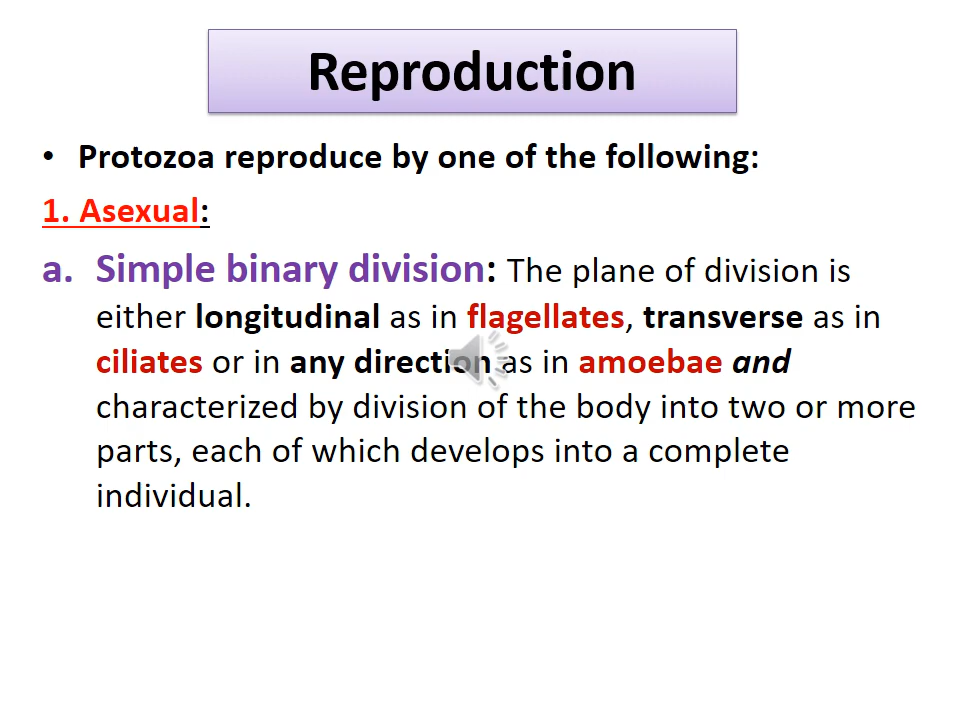 Reproduction
• Protozoa reproduce by one of the following:
1. Asexual:
a. Simple binary division: The plane of division is
either longitudinal as in flagellates, transverse as in
ciliates or in any direction as in amoebae and
characterized by division of the body into two or more
parts, each of which develops into a complete
individual.